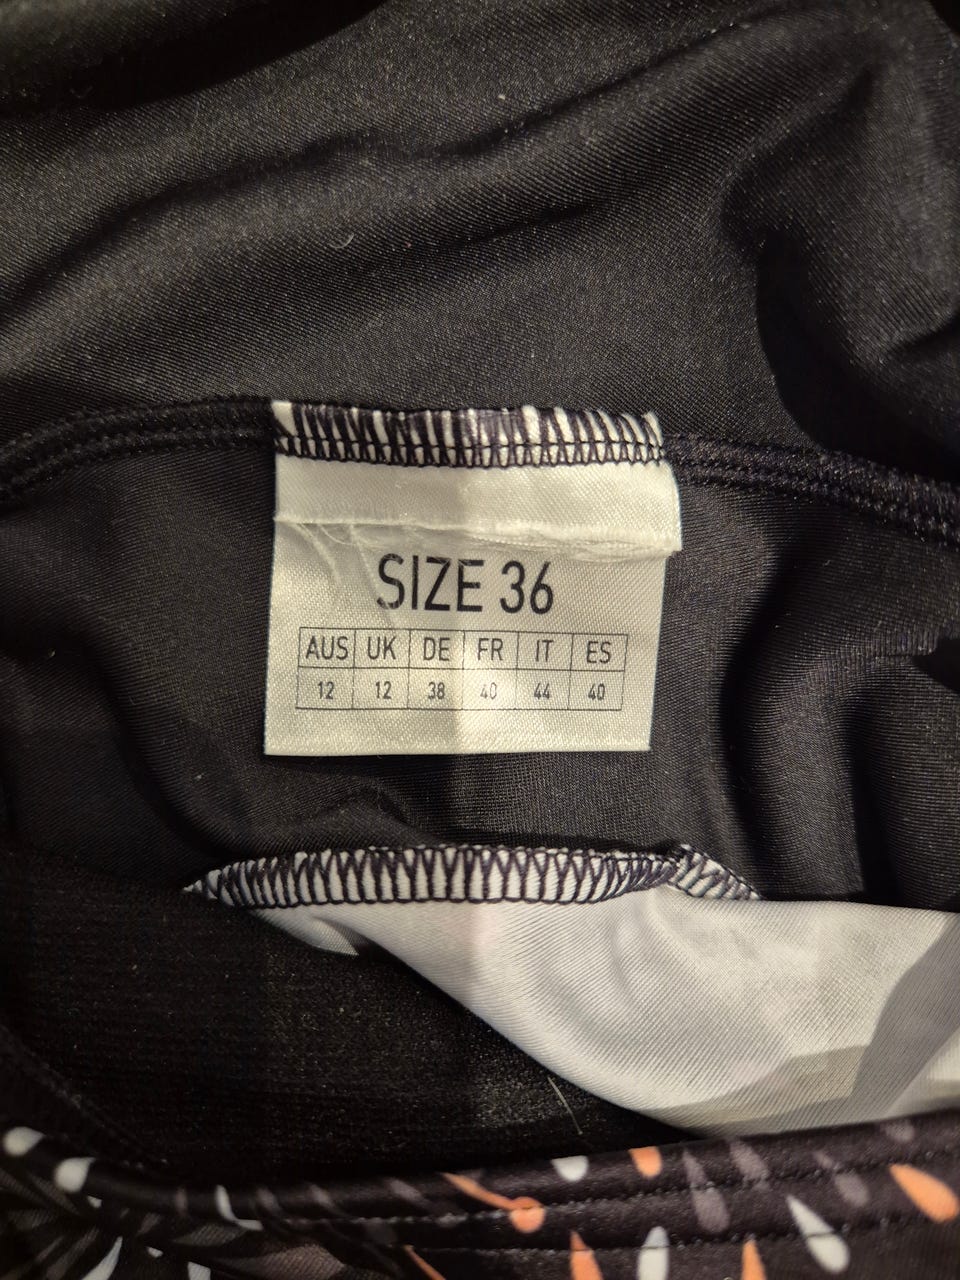 SIZE 36
AUS UK DE FR IT ES
12 12 38 40 44 40